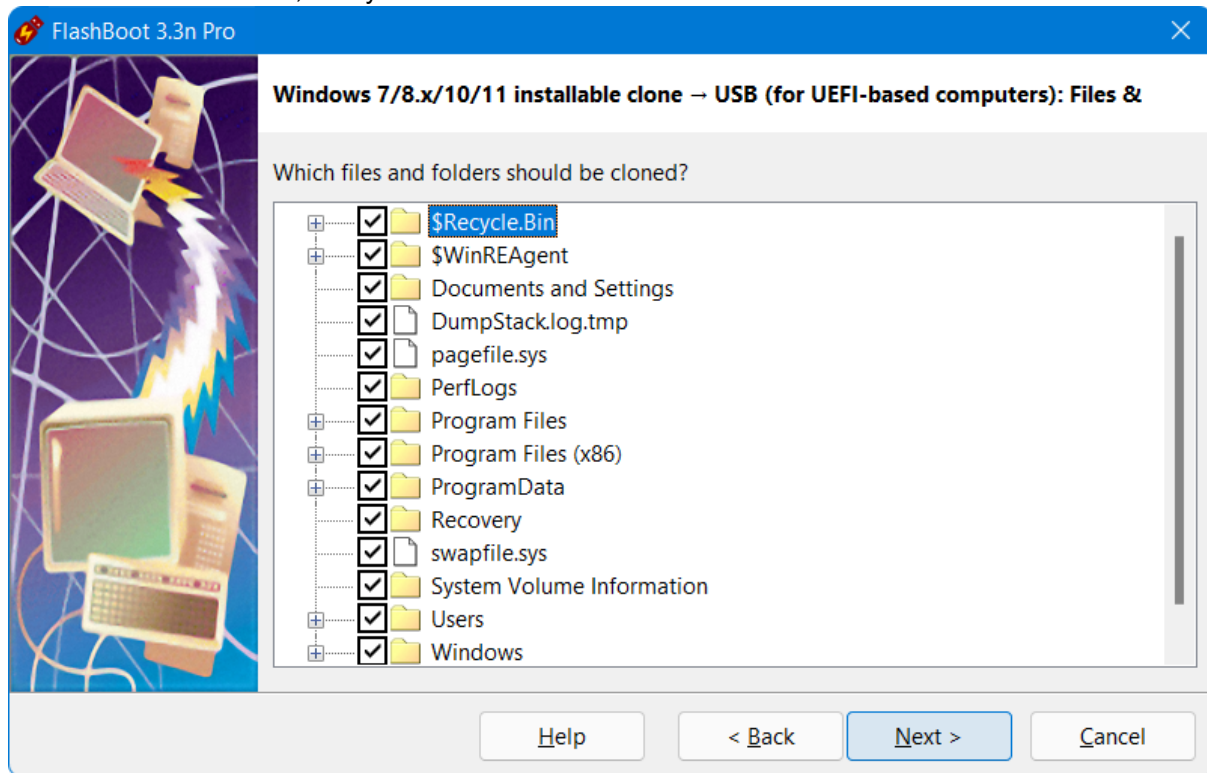 FlashBoot 3.3n Pro
Windows 7/8.x/10/11 installable clone → USB (for UEFI-based computers): Files &
Which files and folders should be cloned?
$Recycle.Bin
$WinREAgent
Documents and Settings
DumpStack.log.tmp
pagefile.sys
PerfLogs
Program Files
Program Files (x86)
ProgramData
Recovery
swapfile.sys
System Volume Information
Users
Windows
Help
< Back
Next >
Cancel